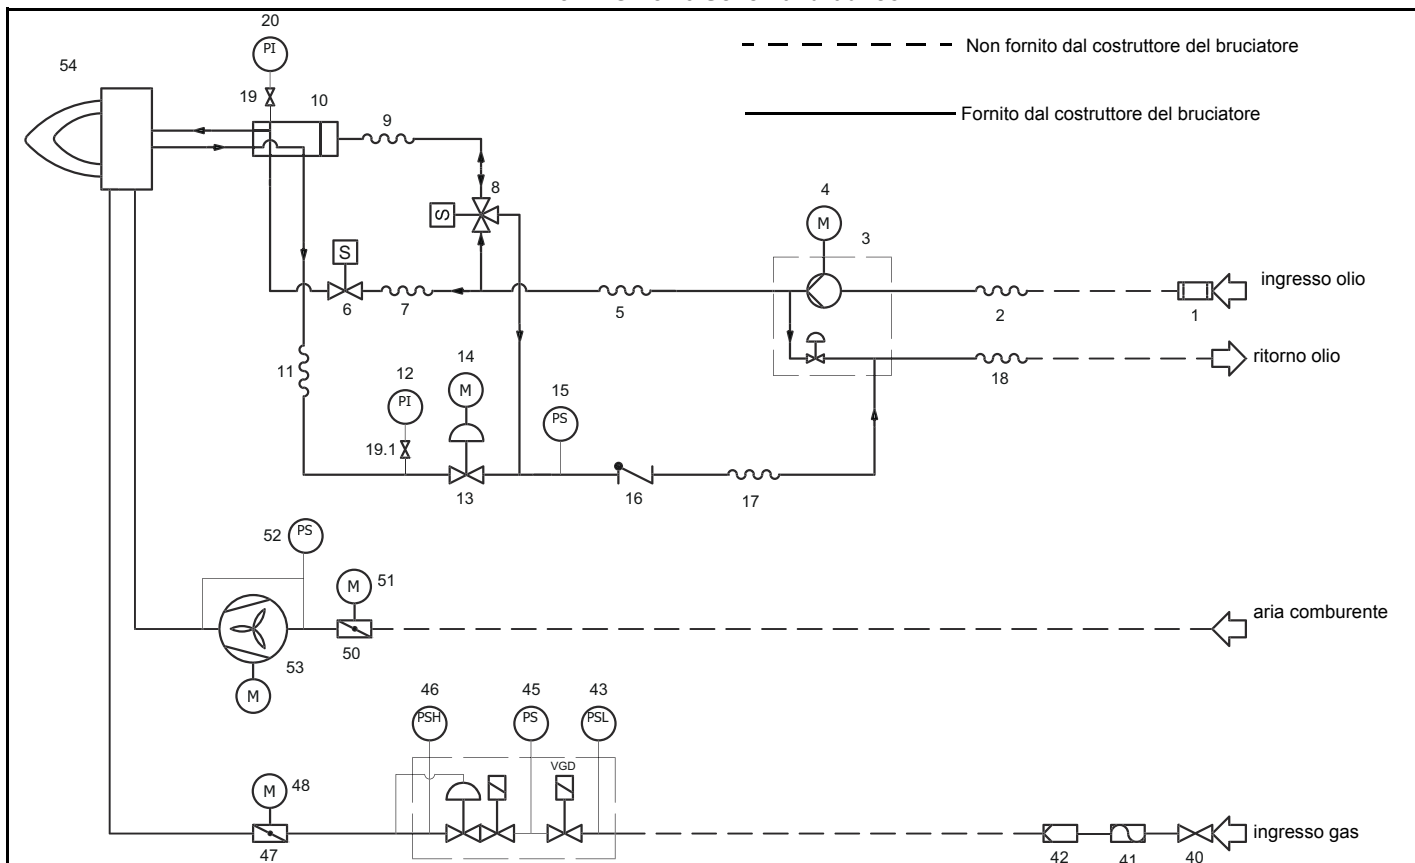 20
PI
Non fornito dal costruttore del bruciatore
54
19
10
9
Fornito dal costruttore del bruciatore
8
S
4
M
3
S
6
7
5
2
1
ingresso olio
ritorno olio
18
11
12
PI
14
M
15
PS
19.1
13
16
17
52
PS
51
M
aria comburente
53
50
M
46
PSH
45
PS
43
PSL
VGD
48
M
47
42
41
40
ingresso gas